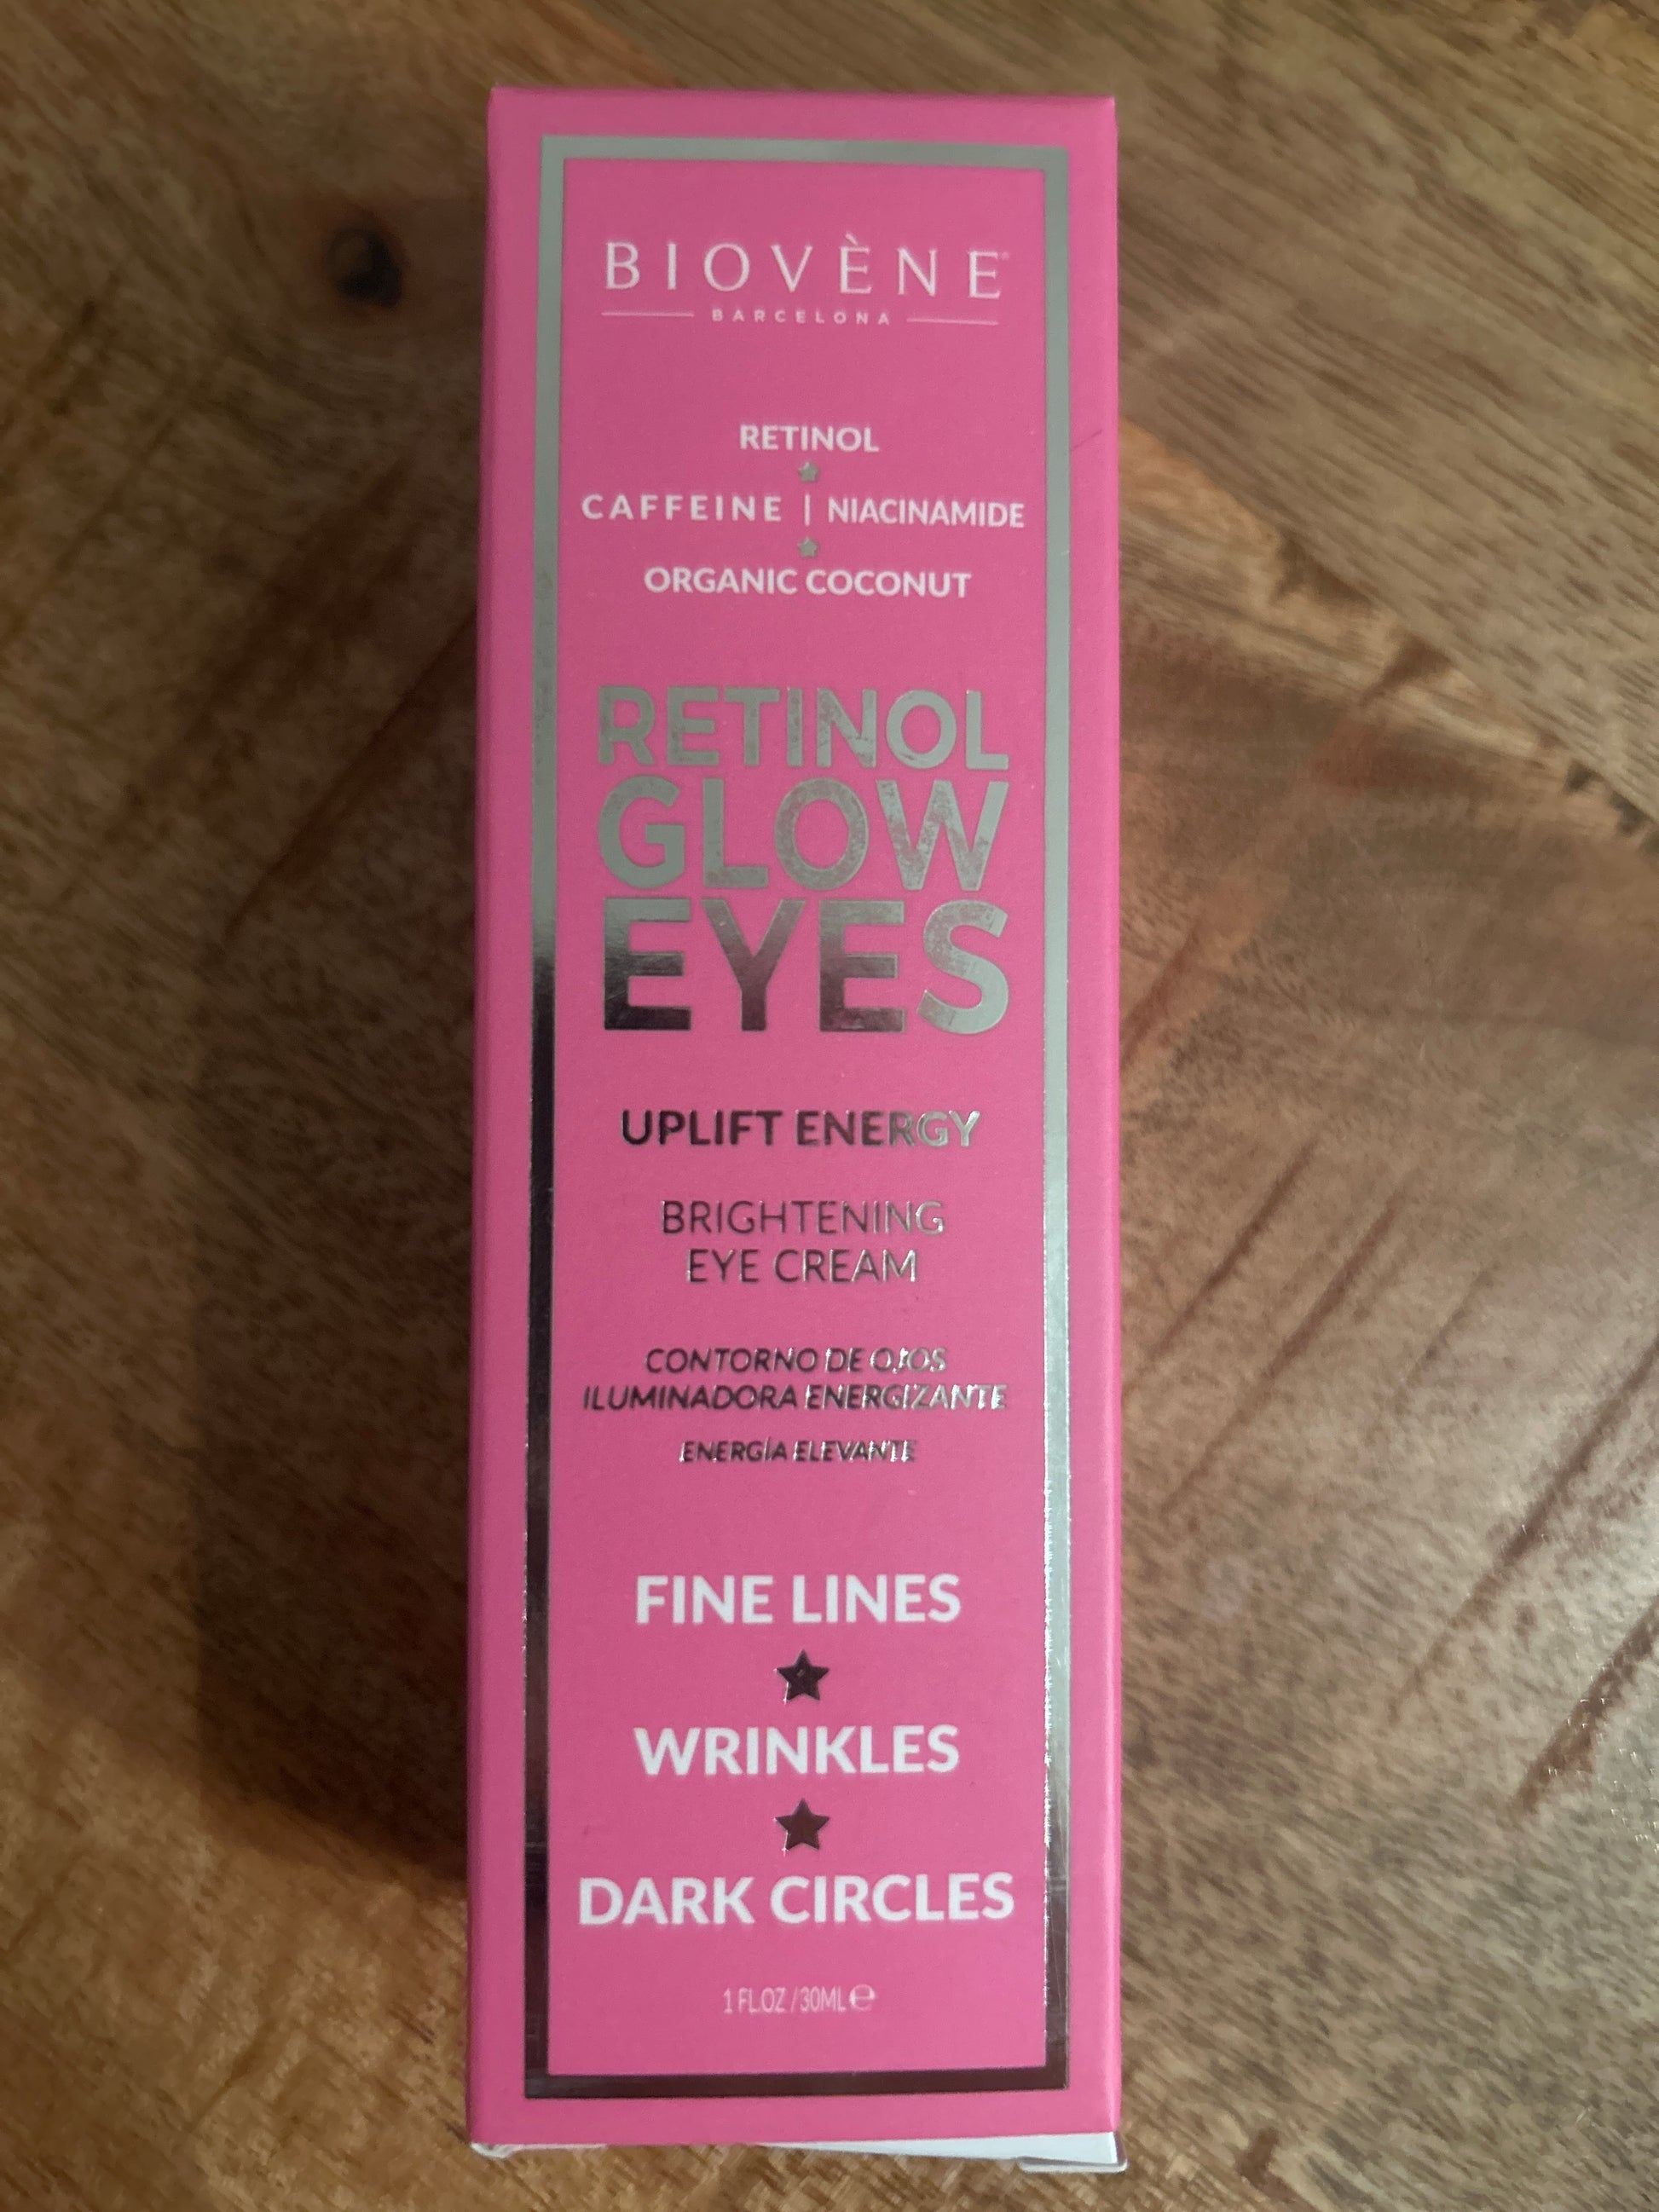 BIOVÈNE®
BARCELONA
RETINOL
CAFFEINE | NIACINAMIDE
ORGANIC COCONUT
RETINOL
GLOW
EYES
UPLIFT ENERGY
BRIGHTENING
EYE CREAM
CONTORNO DE OJOS
ILUMINADORA ENERGIZANTE
ENERGÍA ELEVANTE
FINE LINES
WRINKLES
DARK CIRCLES
1 FL.OZ / 30ML ℮